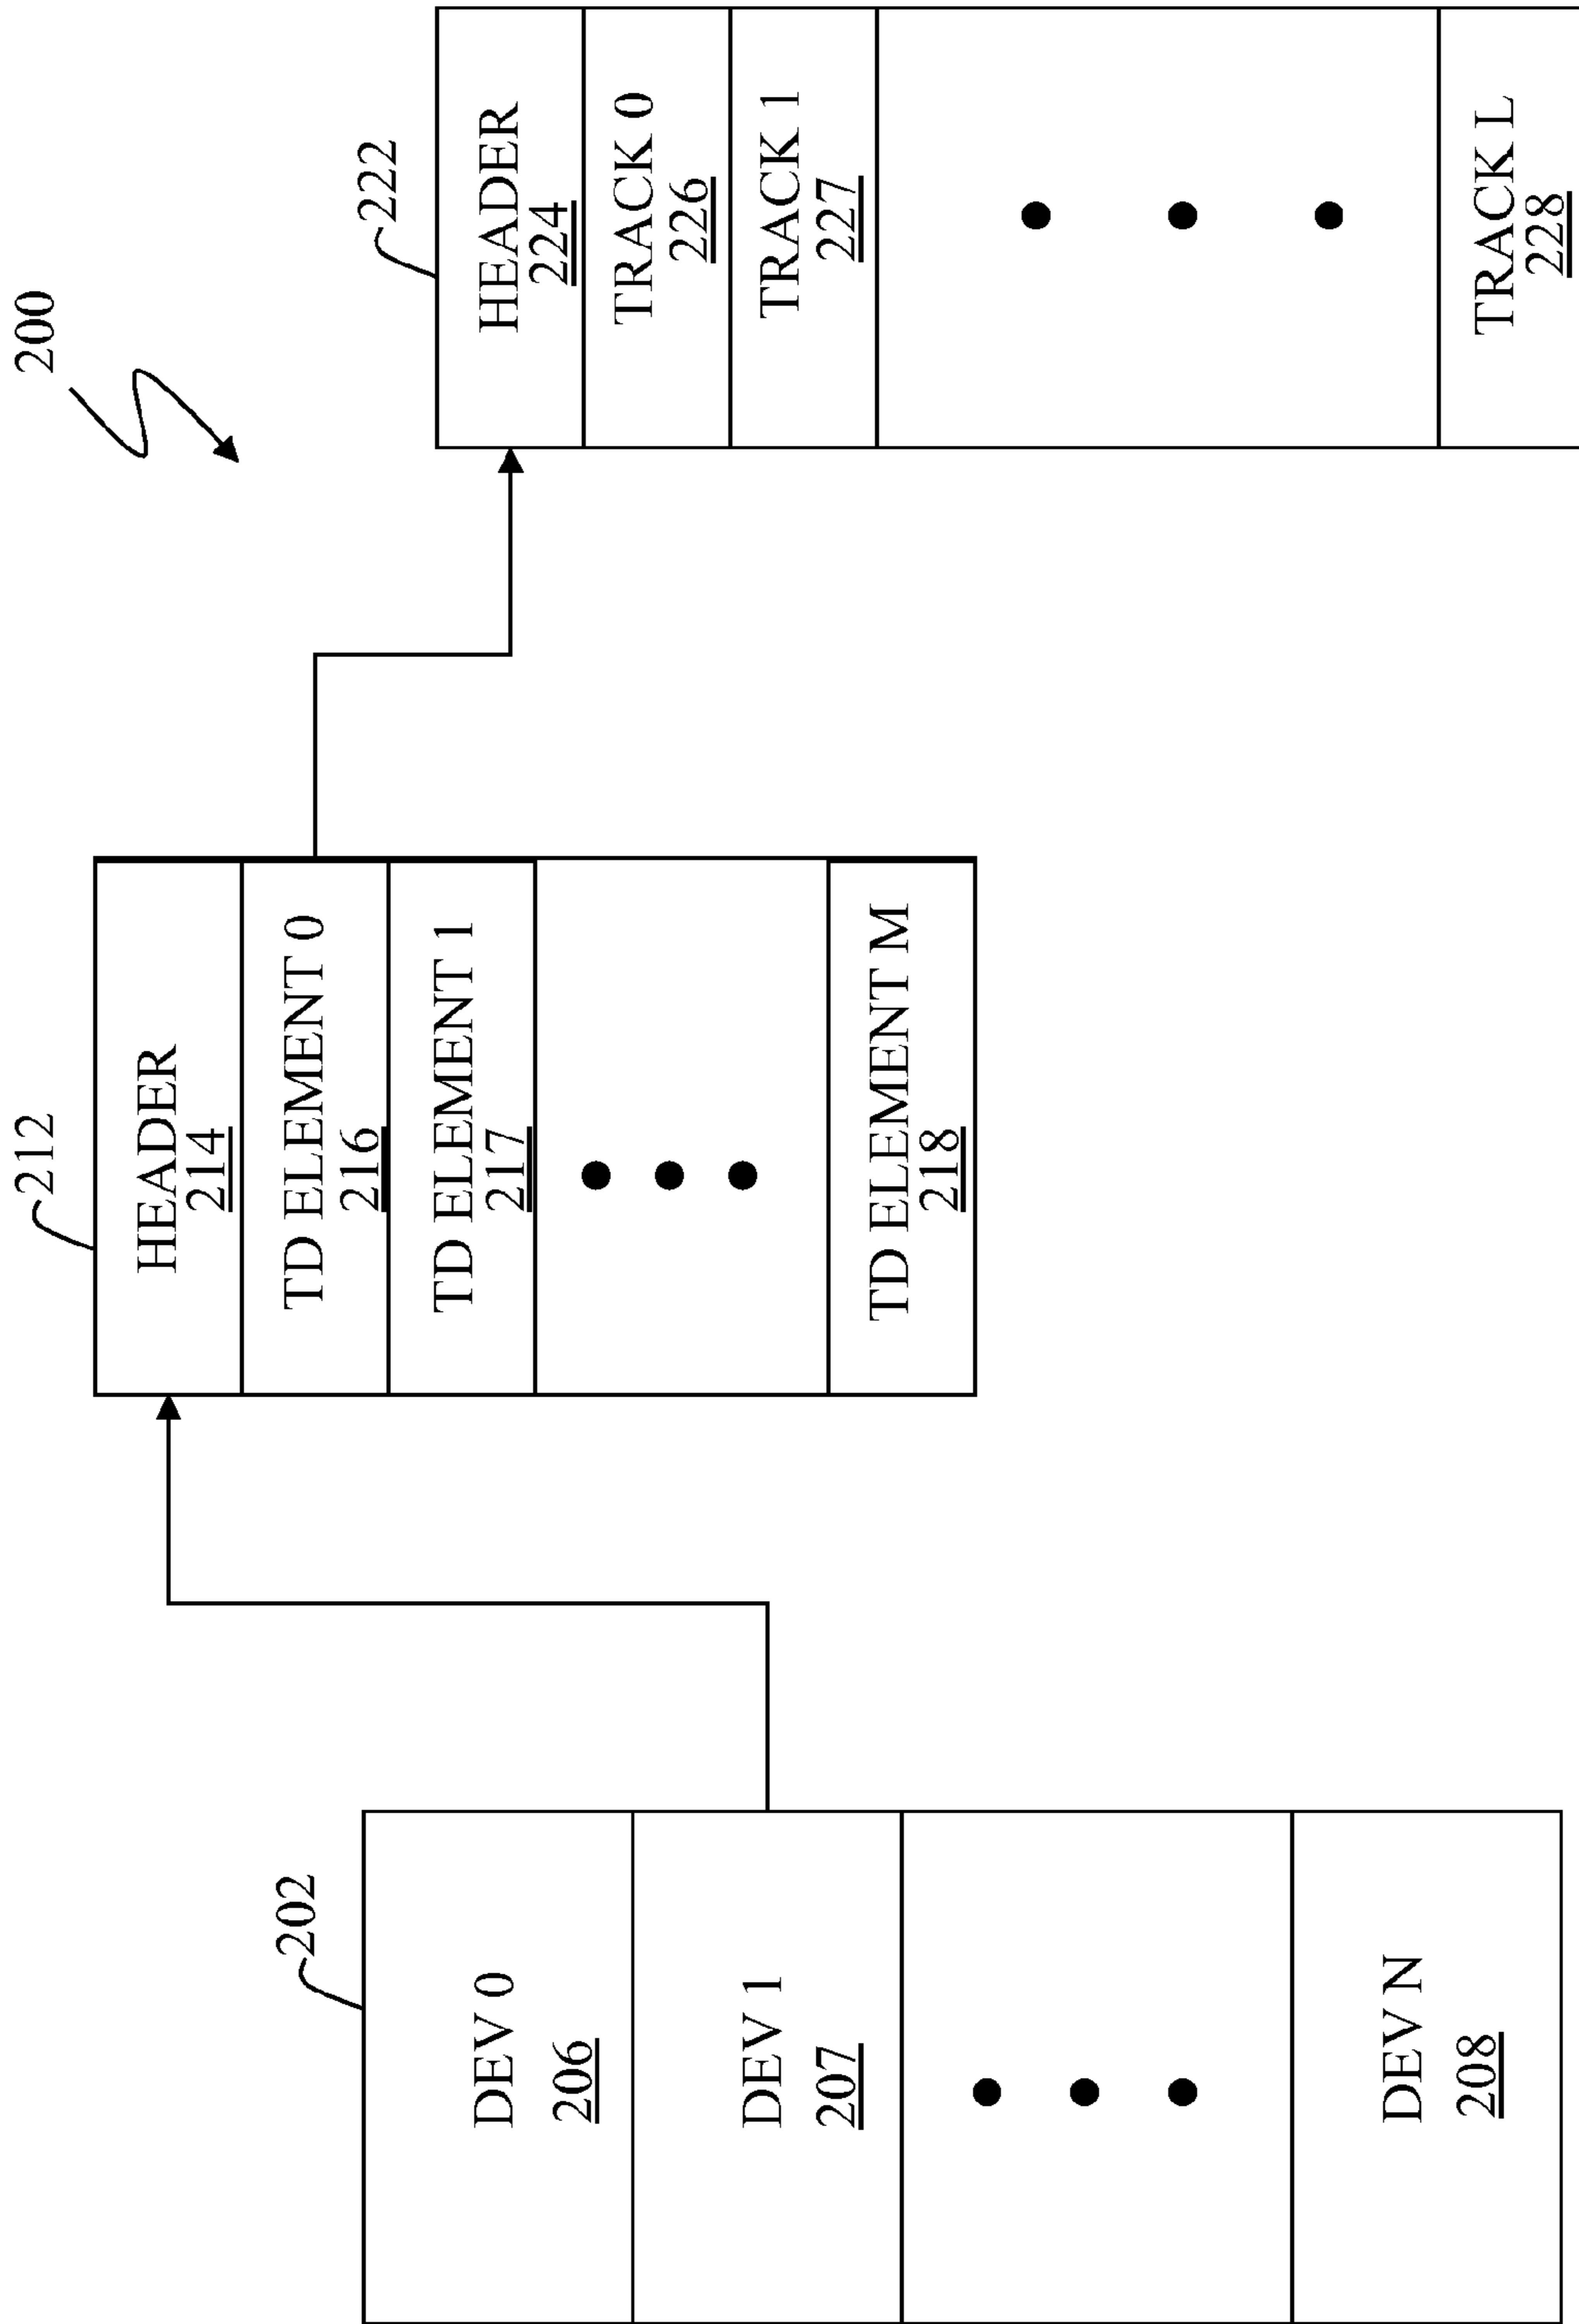 200
202
DEV 0
206
DEV 1
207
DEV N
208
212
HEADER
214
TD ELEMENT 0
216
TD ELEMENT 1
217
TD ELEMENT M
218
222
HEADER
224
TRACK 0
226
TRACK 1
227
TRACK L
228